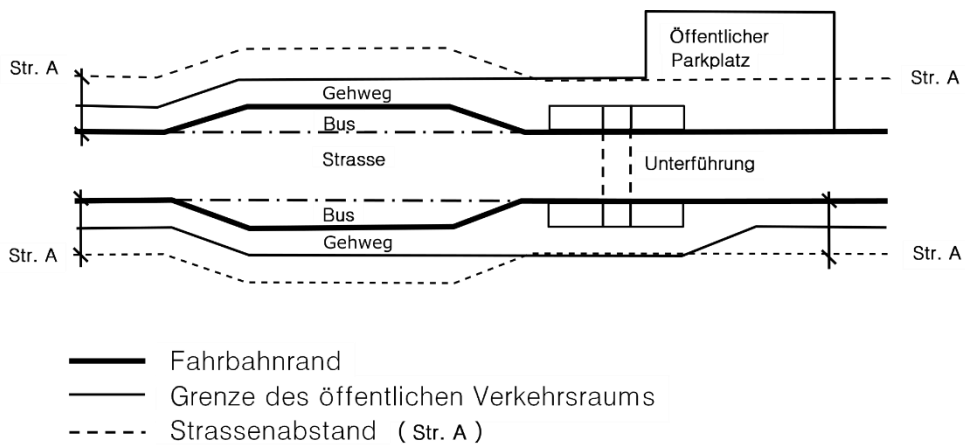 Öffentlicher
Parkplatz
Str. A
Str. A
Gehweg
Bus
Strasse
Unterführung
Bus
Gehweg
Str. A
Str. A
Fahrbahnrand
Grenze des öffentlichen Verkehrsraums
Strassenabstand ( Str. A )